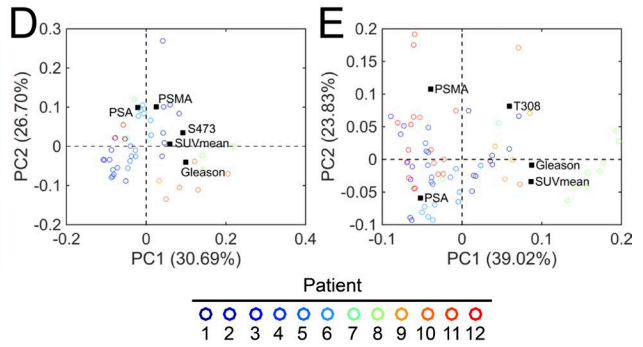 D
0.3
0.2
0.1
0
-0.1
-0.2
PC2 (26.70%)
PSA
PSMA
S473
SUVmean
Gleason
-0.2 0 0.2 0.4
PC1 (30.69%)
E
0.2
0.15
0.1
0.05
0
-0.05
-0.1
PC2 (23.83%)
PSMA
T308
Gleason
SUVmean
PSA
-0.1 0 0.1 0.2
PC1 (39.02%)
Patient
1 2 3 4 5 6 7 8 9 10 11 12